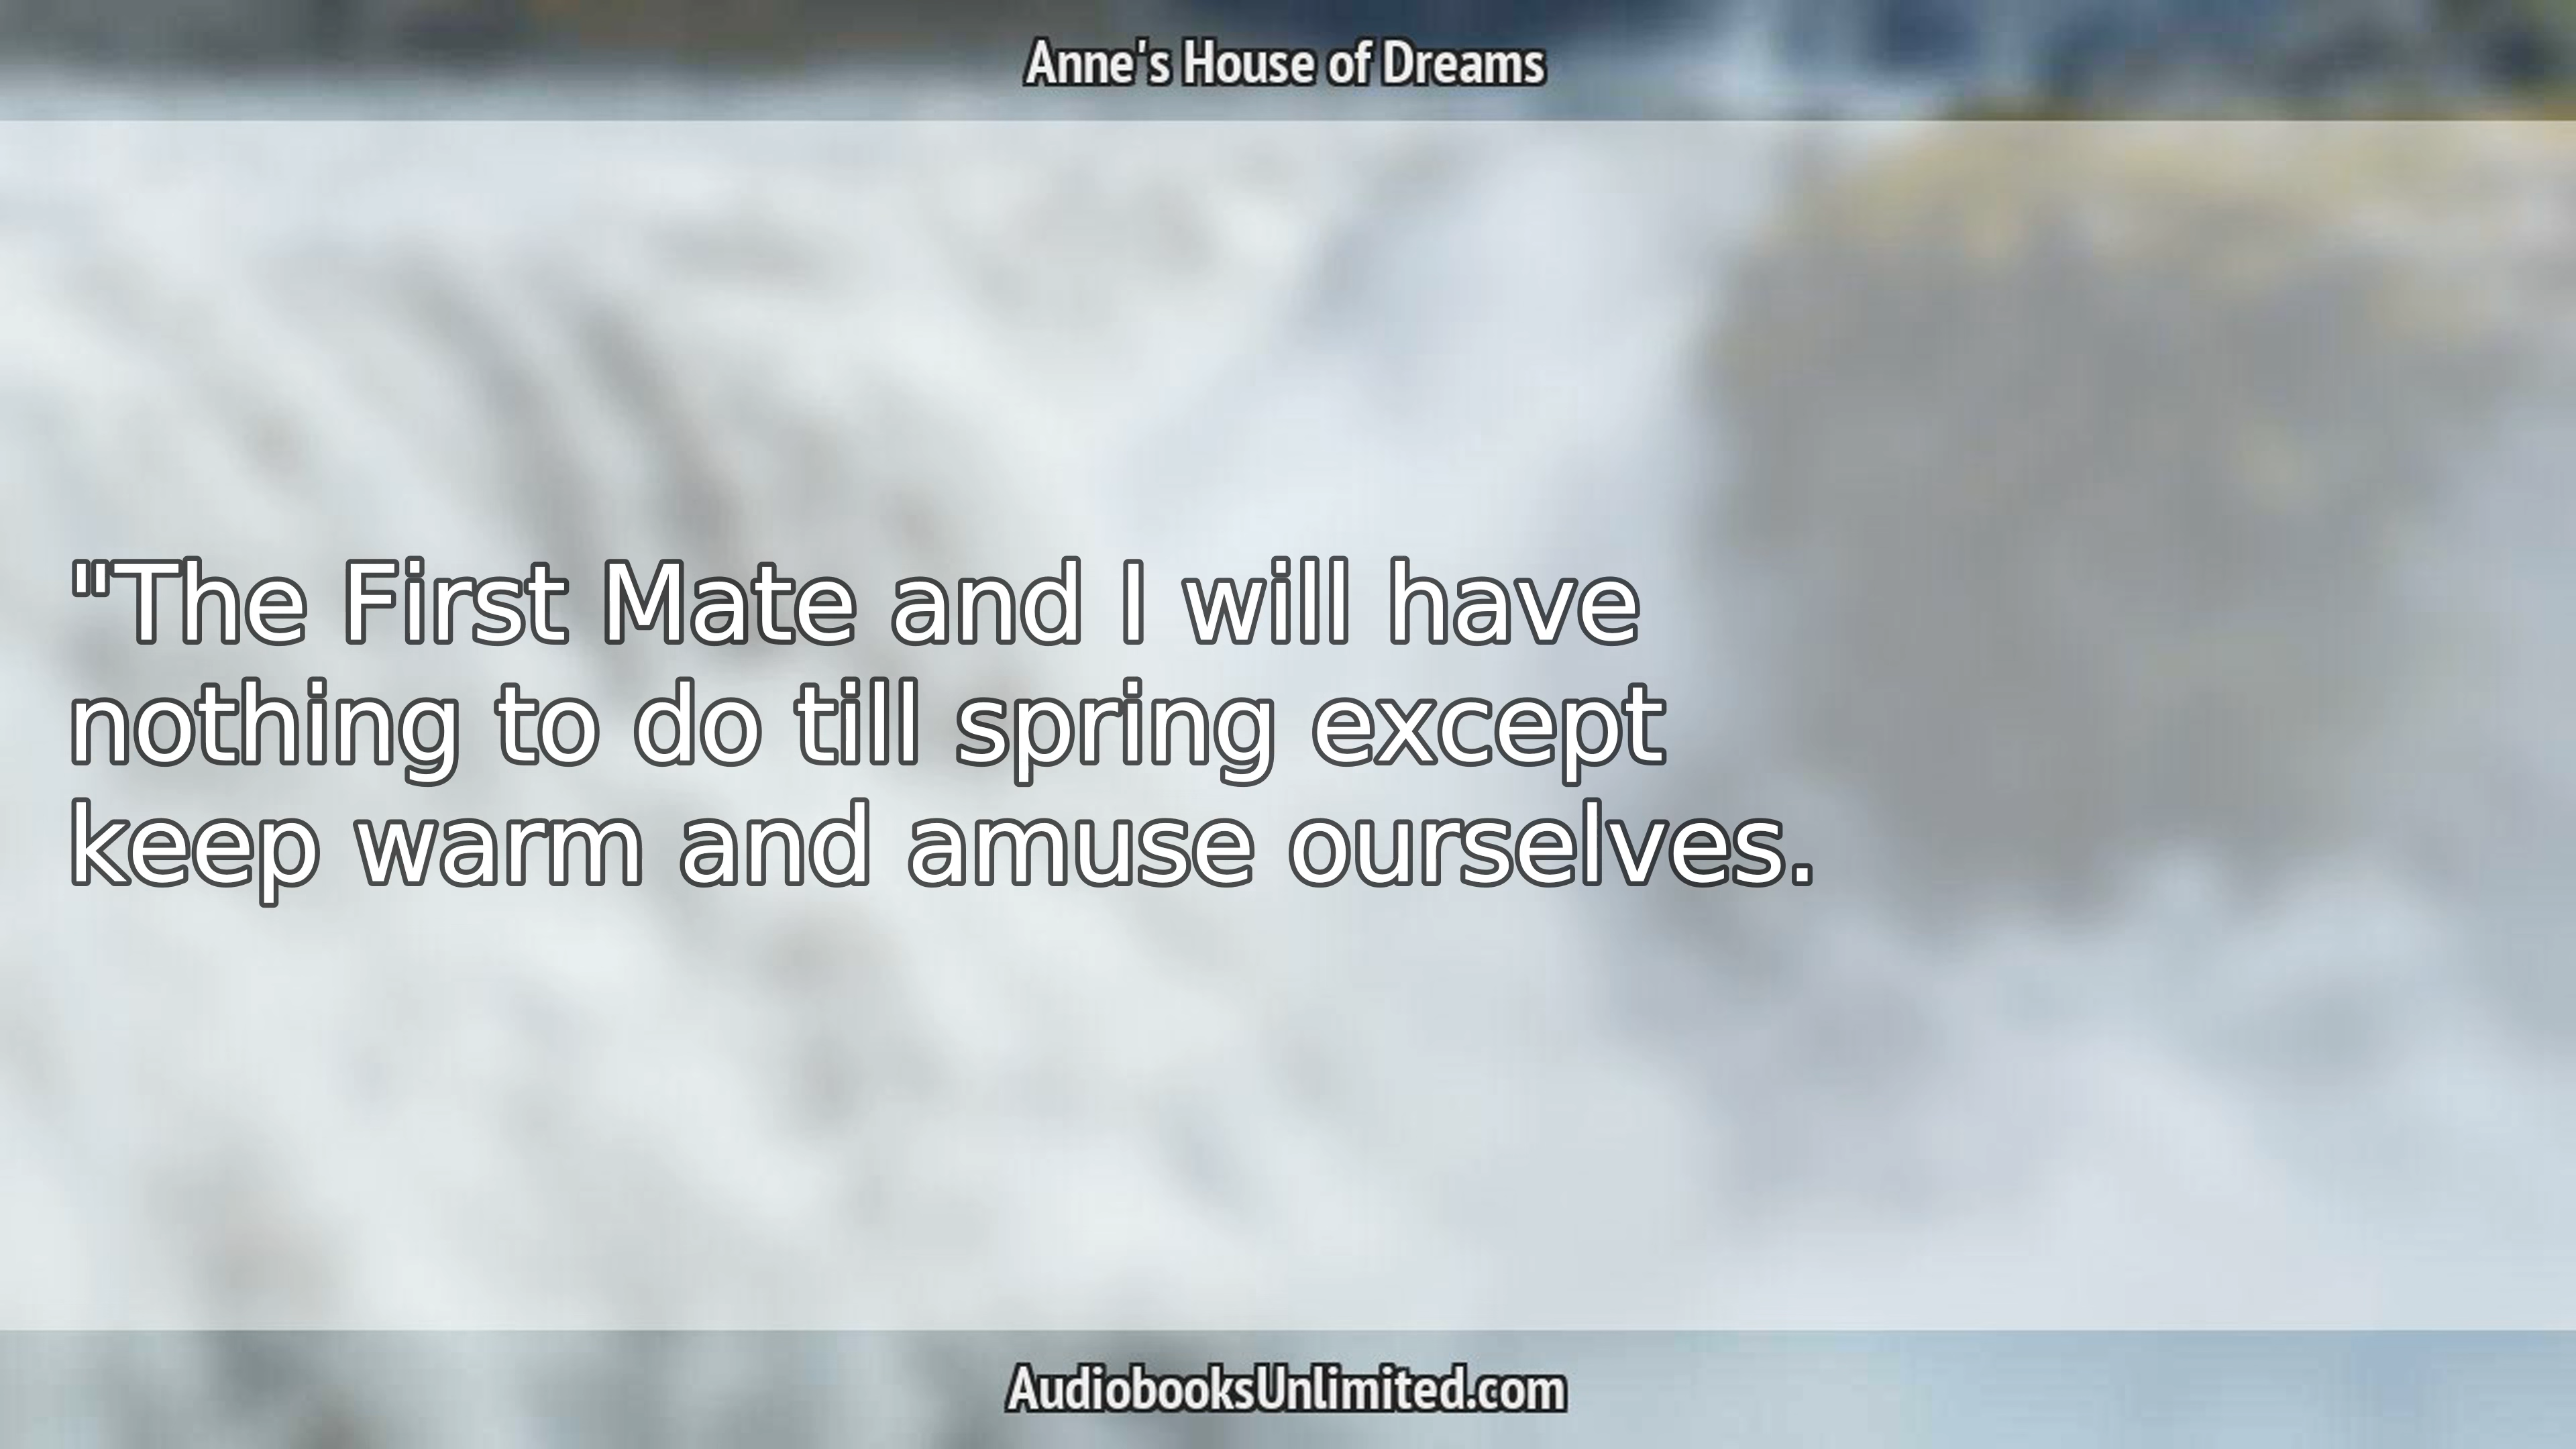 Anne's House of Dreams
"The First Mate and I will have
nothing to do till spring except
keep warm and amuse ourselves.
AudiobooksUnlimited.com